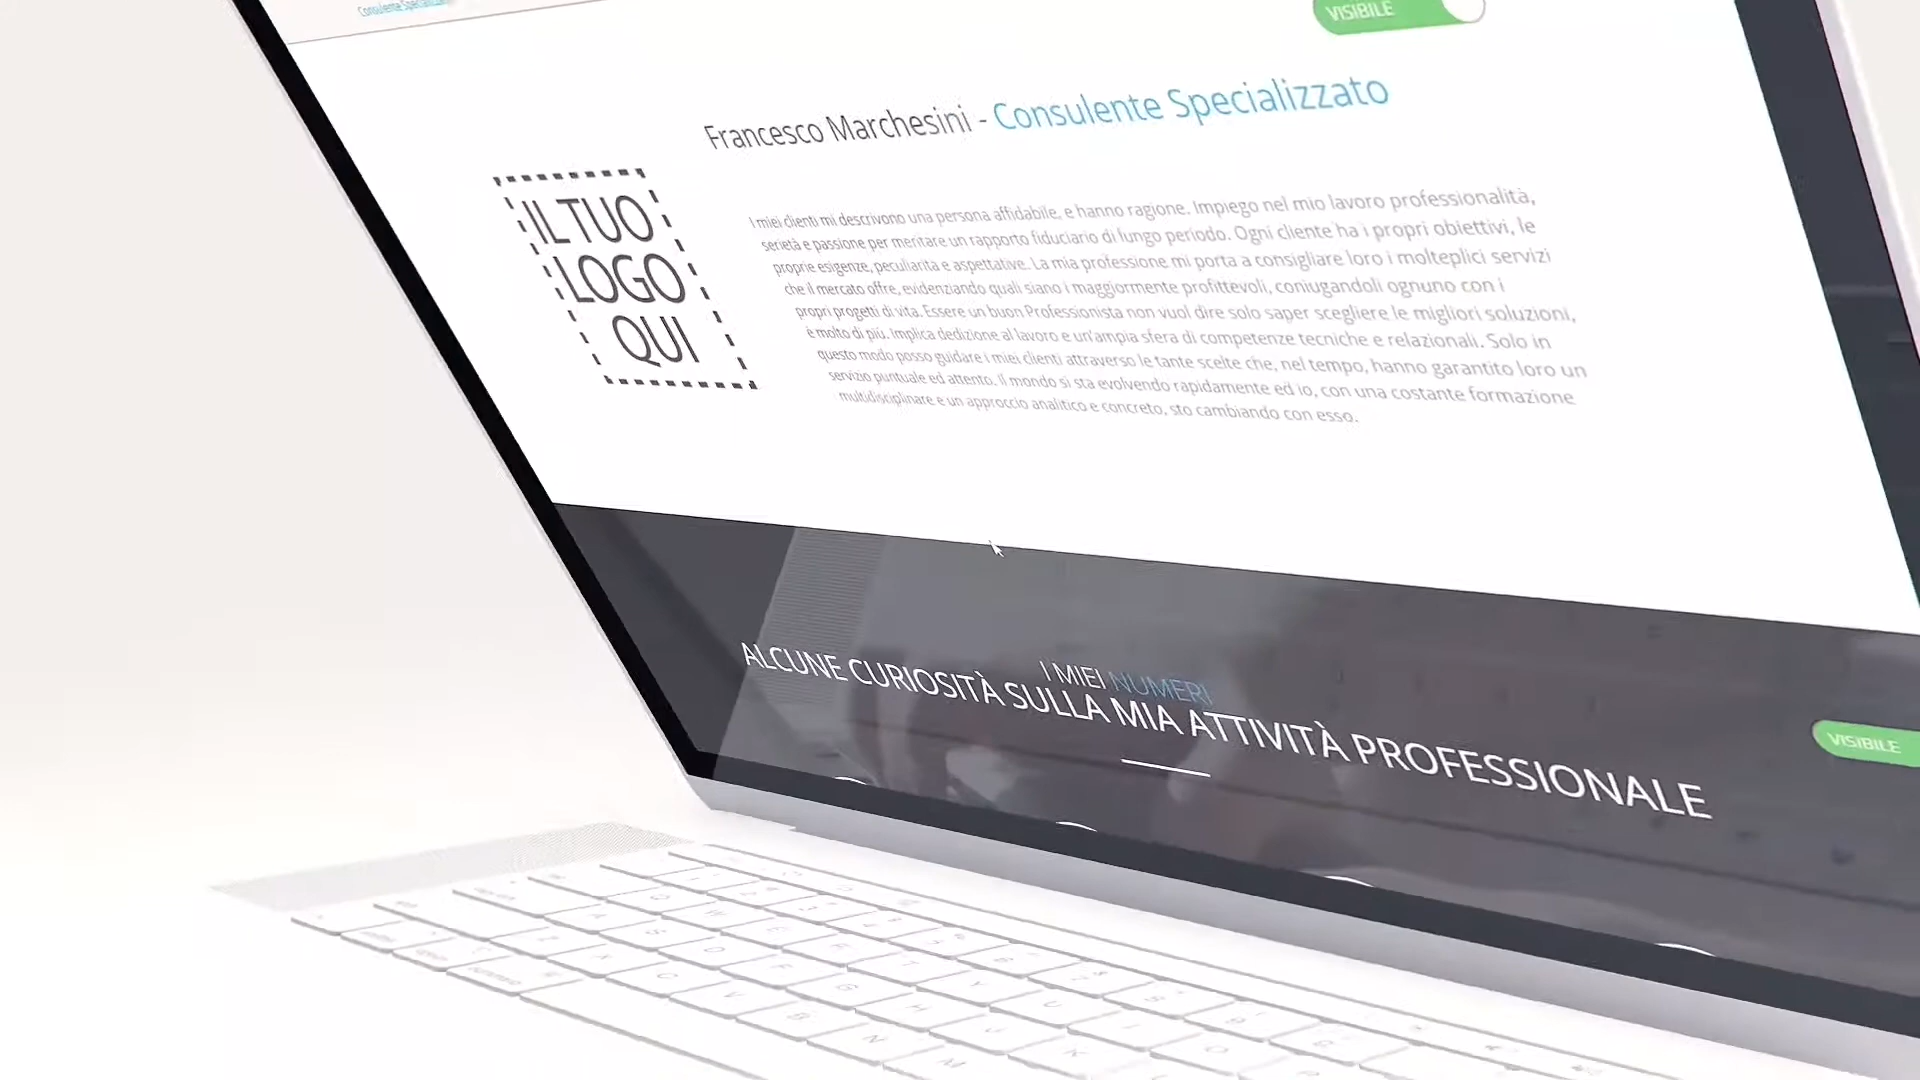 Consulente Specializzato
VISIBILE
Francesco Marchesini - Consulente Specializzato
IL TUO
LOGO
QUI
I miei clienti mi descrivono una persona affidabile, e hanno ragione. Impiego nel mio lavoro professionalità,
serietà e passione per meritare un rapporto fiduciario di lungo periodo. Ogni cliente ha i propri obiettivi, le
proprie esigenze, peculiarità e aspettative. La mia professione mi porta a consigliare loro i molteplici servizi
che il mercato offre, evidenziando quali siano i maggiormente profittevoli, coniugandoli ognuno con i
propri progetti di vita. Essere un buon Professionista non vuol dire solo saper scegliere le migliori soluzioni,
è molto di più. Implica dedizione al lavoro e un'ampia sfera di competenze tecniche e relazionali. Solo in
questo modo posso guidare i miei clienti attraverso le tante scelte che, nel tempo, hanno garantito loro un
servizio puntuale ed attento. Il mondo si sta evolvendo rapidamente ed io, con una costante formazione
multidisciplinare e un approccio analitico e concreto, sto cambiando con esso.
I MIEI NUMERI
ALCUNE CURIOSITÀ SULLA MIA ATTIVITÀ PROFESSIONALE
VISIBILE